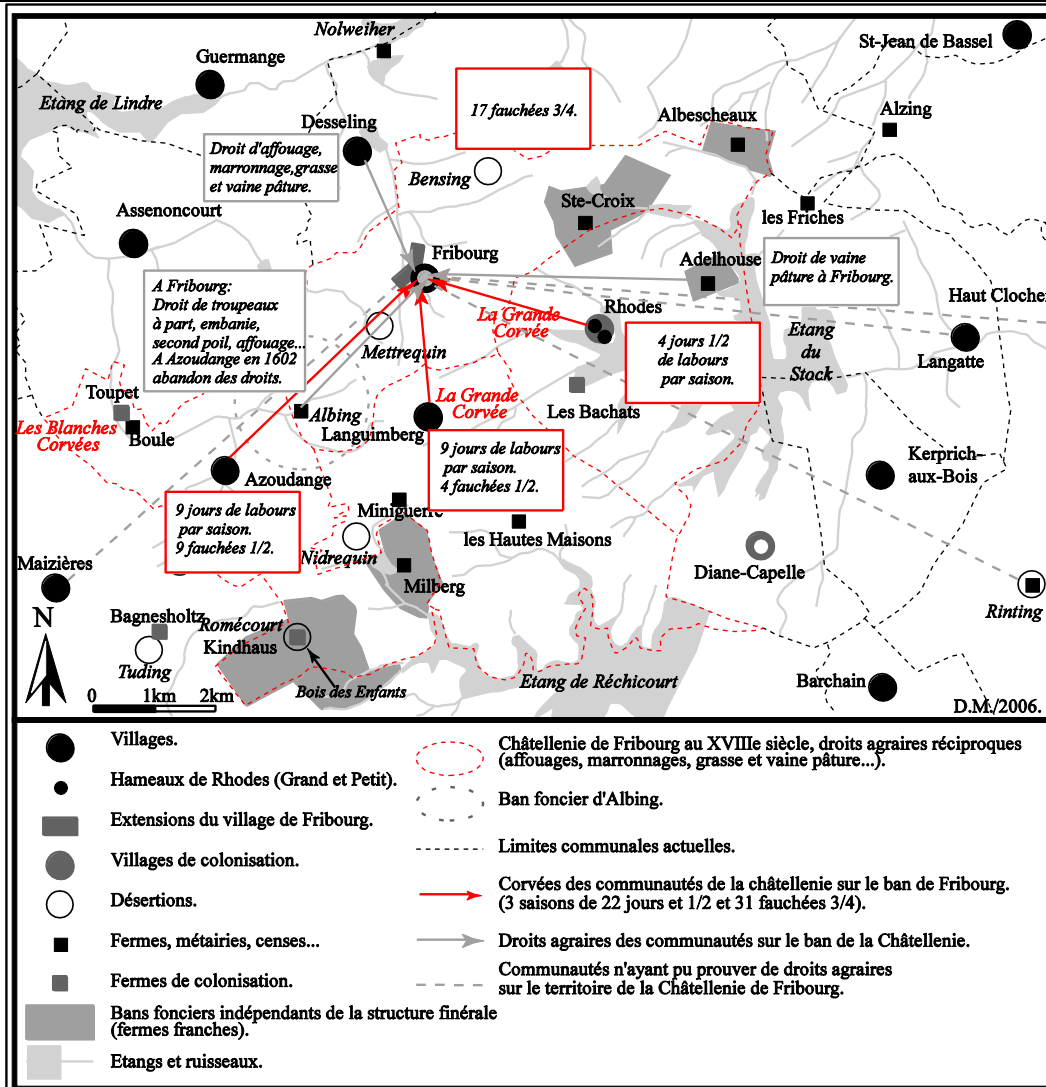 Nolweiher
St-Jean de Bassel
Guermange
Etang de Lindre
17 fauchées 3/4.
Alzing
Albescheaux
Desseling
Droit d'affouage,
marronnage,grasse
et vaine pâture.
Bensing
Ste-Croix
Assenoncourt
les Friches
Fribourg
Adelhouse
Droit de vaine
pâture à Fribourg.
A Fribourg:
Droit de troupeaux
à part, embanie,
second poil, affouage...
A Azoudange en 1602
abandon des droits.
Haut Clocher
La Grande
Corvée
Rhodes
Mettrequin
4 jours 1/2
de labours
par saison.
Etang
du
Stock
Langatte
Toupet
La Grande
Corvée
Les Bachats
Albing
Les Blanches
Corvées
Boule
Languimberg
9 jours de labours
par saison.
4 fauchées 1/2.
Kerprich-
aux-Bois
Azoudange
9 jours de labours
par saison.
9 fauchées 1/2.
Miniguerre
les Hautes Maisons
Nidrequin
Maizières
Diane-Capelle
Milberg
Rinting
N
Bagnesholtz
Romécourt
Kindhaus
Tuding
Bois des Enfants
Etang de Réchicourt
Barchain
0 1km 2km
D.M./2006.
Villages.
Hameaux de Rhodes (Grand et Petit).
Extensions du village de Fribourg.
Villages de colonisation.
Désertions.
Fermes, métairies, censes...
Fermes de colonisation.
Bans fonciers indépendants de la structure finérale
(fermes franches).
Etangs et ruisseaux.
Châtellenie de Fribourg au XVIIIe siècle, droits agraires réciproques
(affouages, marronnages, grasse et vaine pâture...).
Ban foncier d'Albing.
Limites communales actuelles.
Corvées des communautés de la châtellenie sur le ban de Fribourg.
(3 saisons de 22 jours et 1/2 et 31 fauchées 3/4).
Droits agraires des communautés sur le ban de la Châtellenie.
Communautés n'ayant pu prouver de droits agraires
sur le territoire de la Châtellenie de Fribourg.